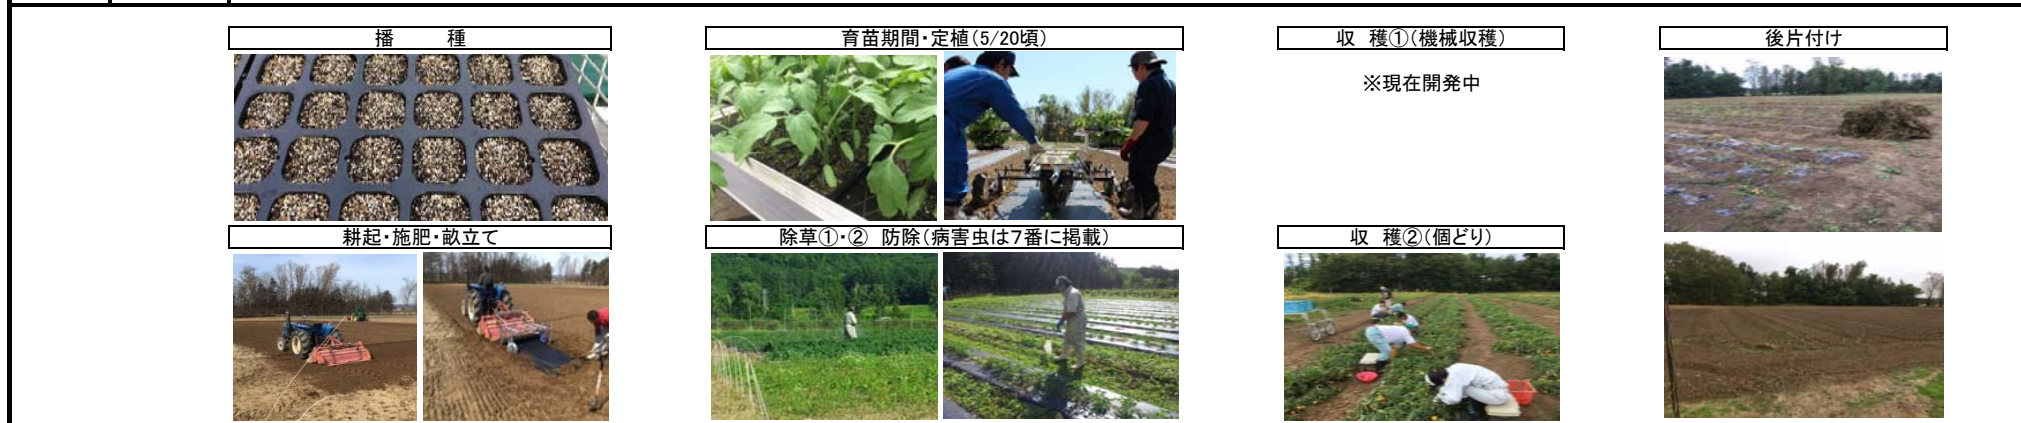 播　　種
育苗期間・定植（5/20頃）
収　穫①（機械収穫）
後片付け
※現在開発中
耕起・施肥・畝立て
除草①・②　防除（病害虫は７番に掲載）
収　穫②（個どり）